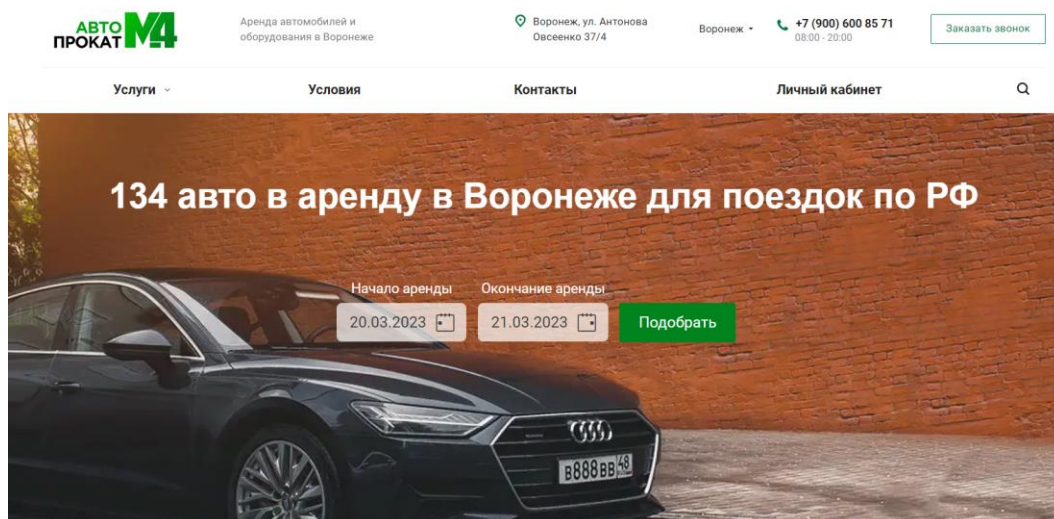 АВТО
ПРОКАТ М4
Аренда автомобилей и
оборудования в Воронеже
Воронеж, ул. Антонова
Овсеенко 37/4
Воронеж
+7 (900) 600 85 71
08:00 - 20:00
Заказать звонок
Услуги
Условия
Контакты
Личный кабинет
134 авто в аренду в Воронеже для поездок по РФ
Начало аренды
Окончание аренды
20.03.2023
21.03.2023
Подобрать
В888ВВ 48